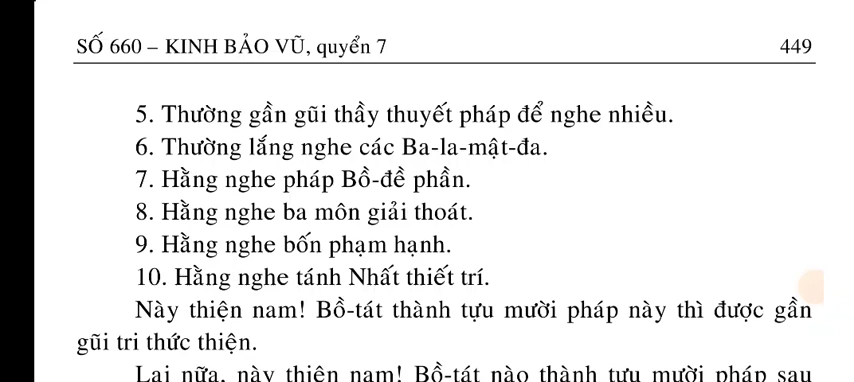 SỐ 660 – KINH BẢO VŨ, quyển 7 449
5. Thường gần gũi thầy thuyết pháp để nghe nhiều.
6. Thường lắng nghe các Ba-la-mật-đa.
7. Hằng nghe pháp Bồ-đề phần.
8. Hằng nghe ba môn giải thoát.
9. Hằng nghe bốn phạm hạnh.
10. Hằng nghe tánh Nhất thiết trí.
Này thiện nam! Bồ-tát thành tựu mười pháp này thì được gần
gũi tri thức thiện.
Lại nữa, này thiện nam! Bồ-tát nào thành tựu mười pháp sau